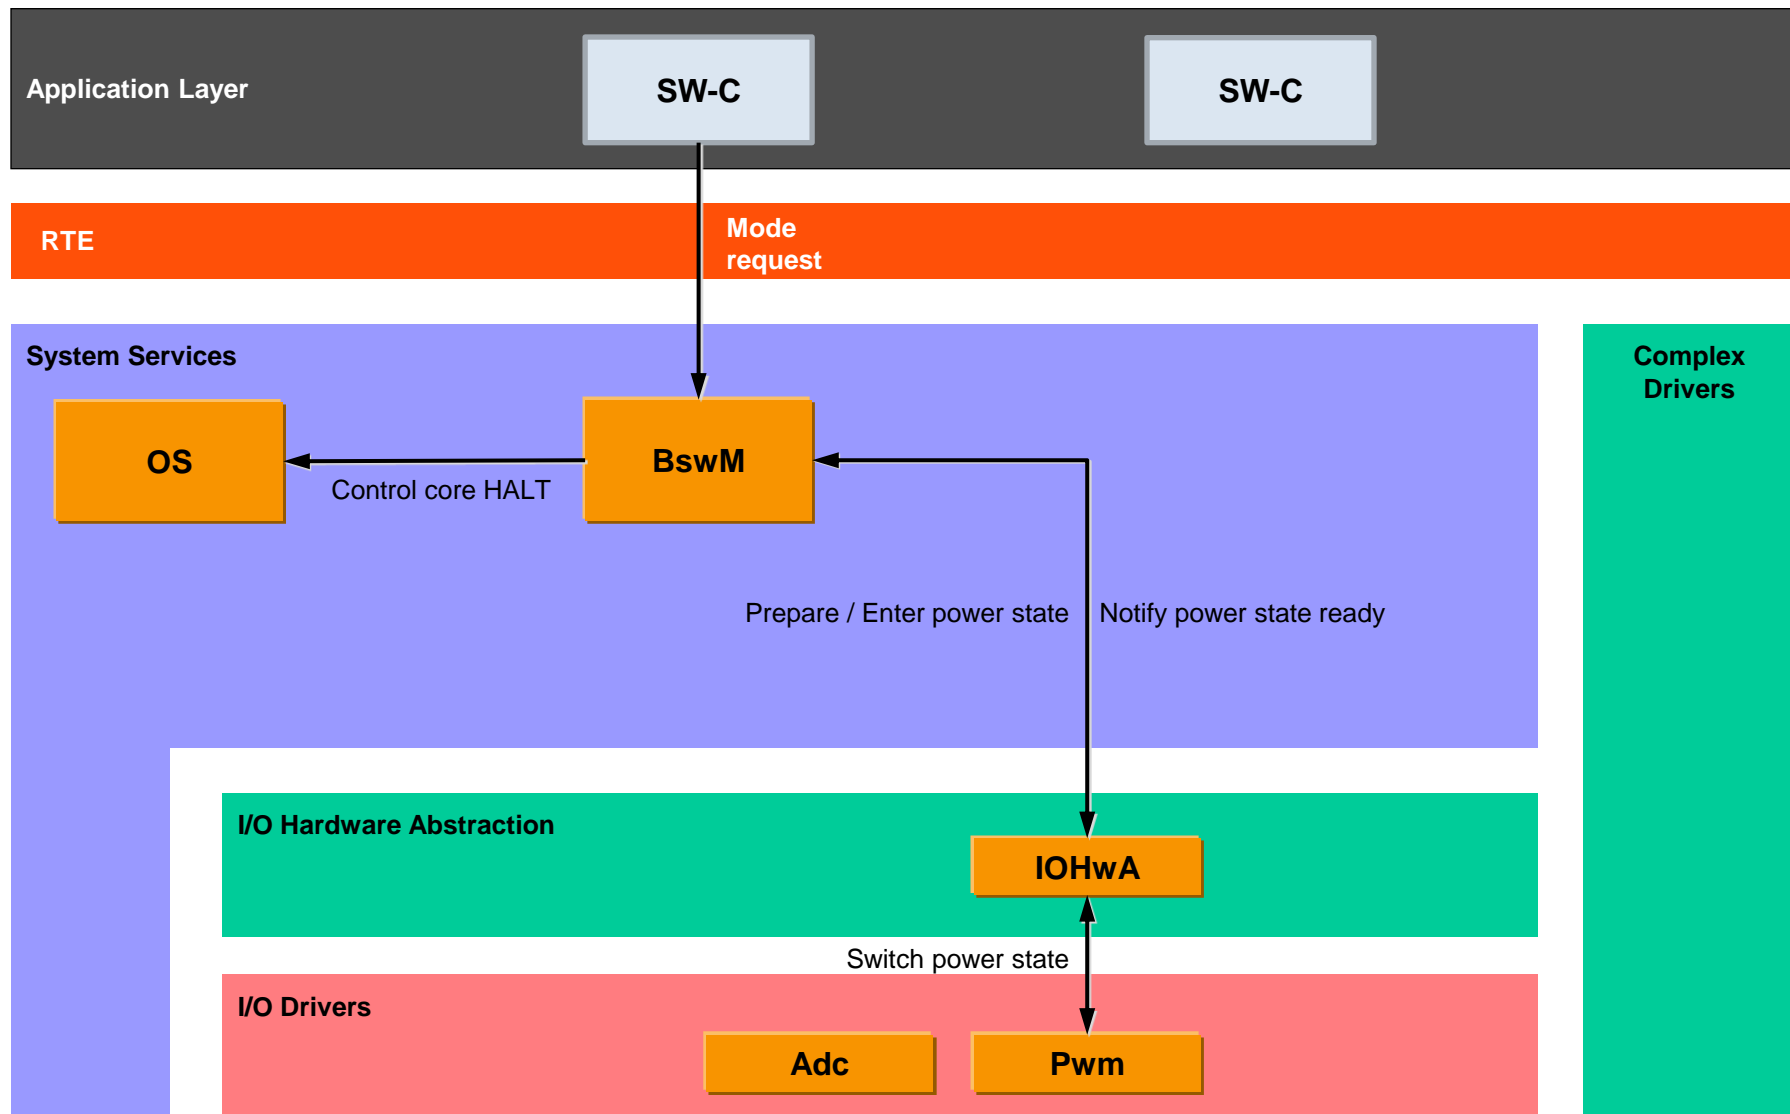 Application Layer
SW-C
SW-C
RTE
Mode
request
System Services
Complex
Drivers
OS
BswM
Control core HALT
Prepare / Enter power state
Notify power state ready
I/O Hardware Abstraction
IOHwA
Switch power state
I/O Drivers
Adc
Pwm